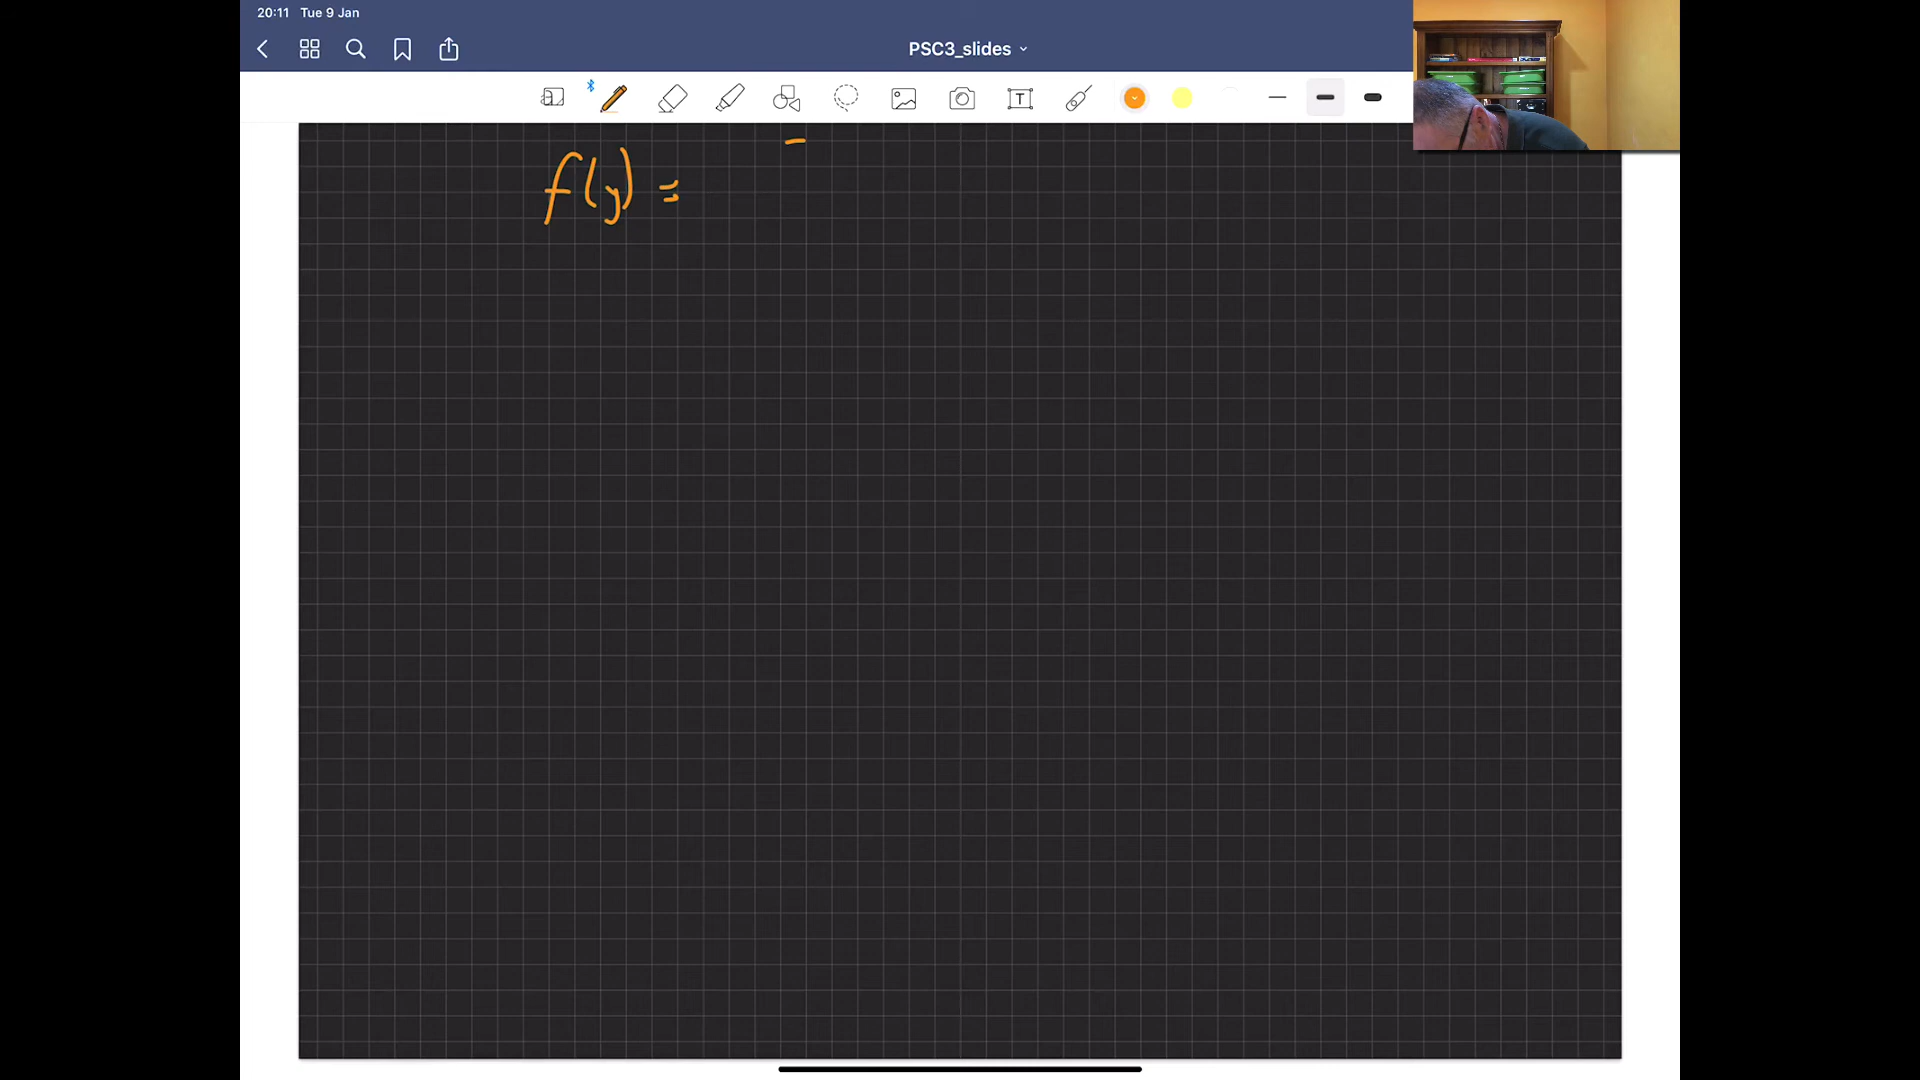 20:11 Tue 9 Jan
PSC3_slides
f(y) =